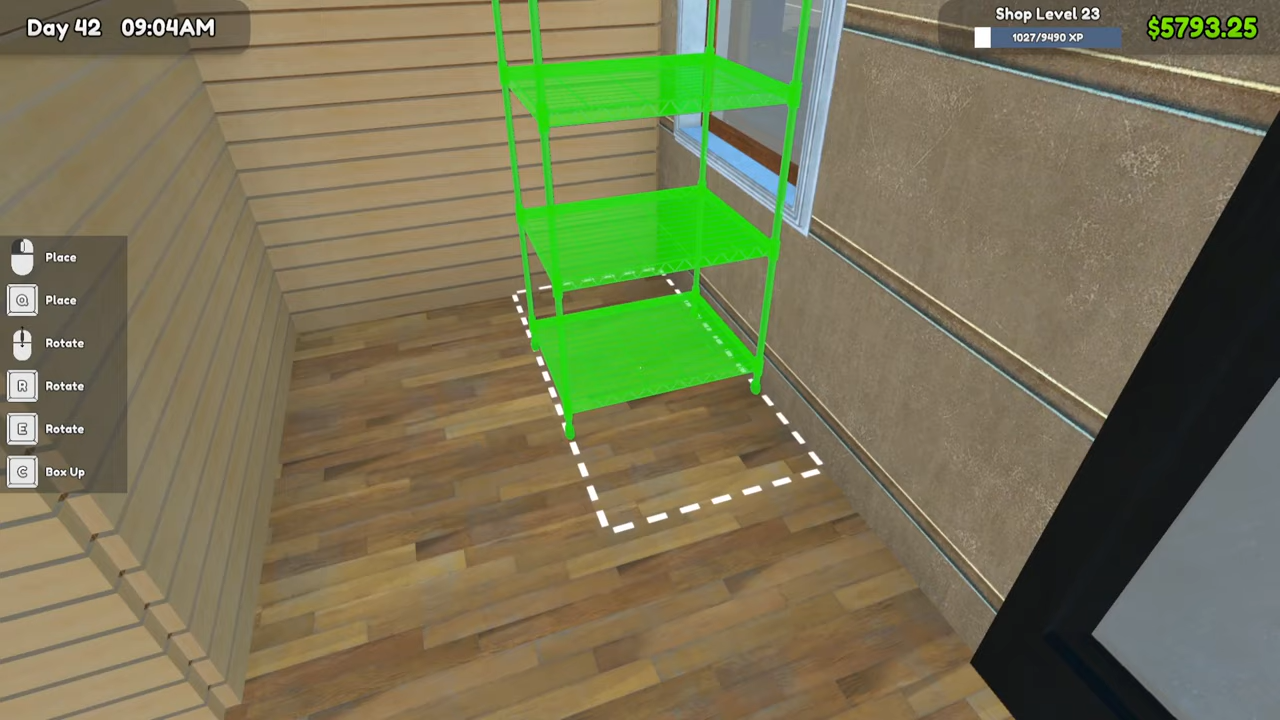 Day 42 09:04AM
Shop Level 23
1027/9490 XP
$5793.25
Place
Q Place
Rotate
R Rotate
E Rotate
C Box Up